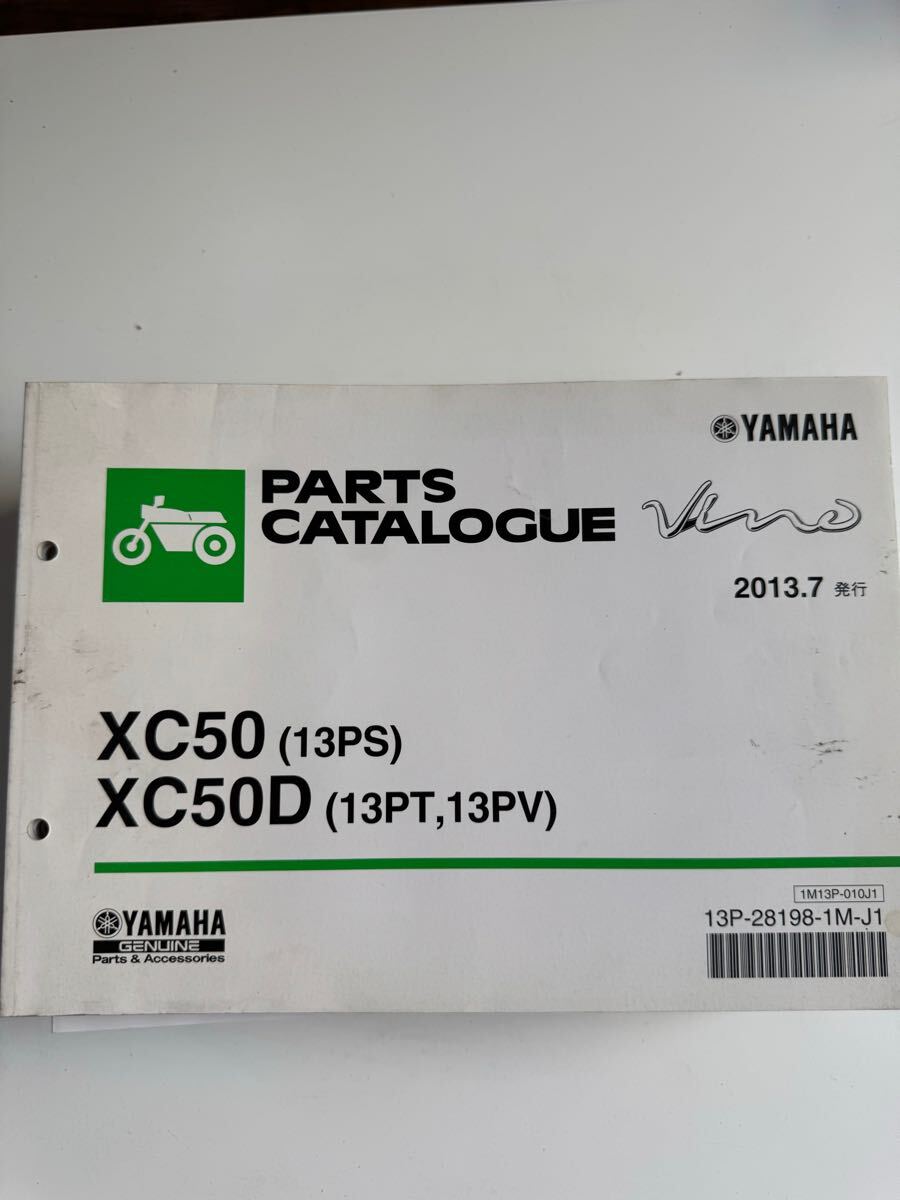 YAMAHA
PARTS
CATALOGUE
Vino
2013.7 発行
XC50 (13PS)
XC50D (13PT,13PV)
1M13P-010J1
13P-28198-1M-J1
YAMAHA
GENUINE
Parts & Accessories